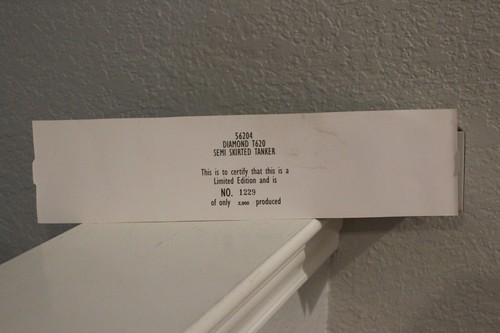 56204
DIAMOND T620
SEMI SKIRTED TANKER
This is to certify that this is a
Limited Edition and is
NO. 1229
of only 2,000 produced